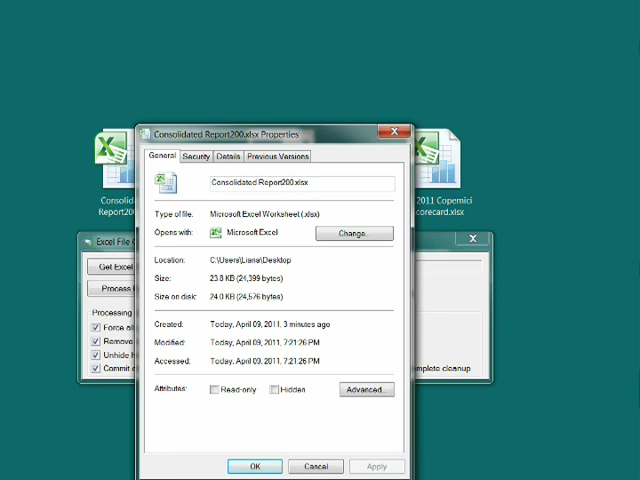 Consolidated Report200.xlsx Properties
General
Security
Details
Previous Versions
Consolidated Report200.xlsx
Type of file: Microsoft Excel Worksheet (.xlsx)
Opens with: Microsoft Excel
Change...
Location: C:\Users\Liana\Desktop
Size: 23.8 KB (24,399 bytes)
Size on disk: 24.0 KB (24,576 bytes)
Created: Today, April 09, 2011, 3 minutes ago
Modified: Today, April 09, 2011, 7:21:26 PM
Accessed: Today, April 09, 2011, 7:21:26 PM
Attributes: Read-only Hidden Advanced...
OK Cancel Apply
Consolida
Report200
2011 Copernici
corecard.xlsx
Excel File C
Get Excel
Process
Processing
Force all
Remove
Unhide
Commit
mplete cleanup